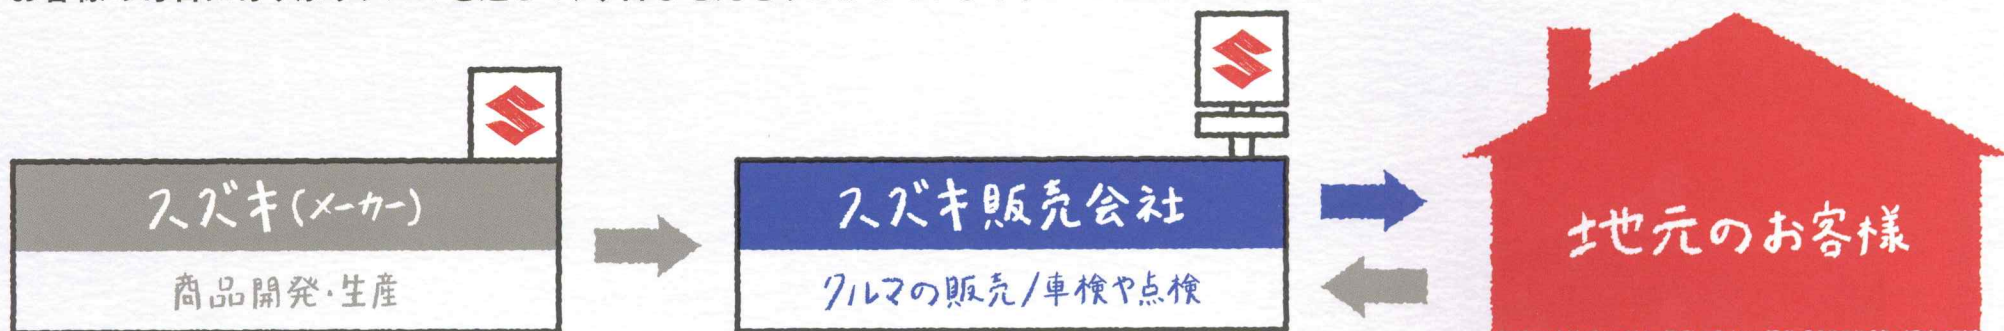 スズキ(メーカー)
商品開発・生産
スズキ販売会社
クルマの販売/車検や点検
地元のお客様